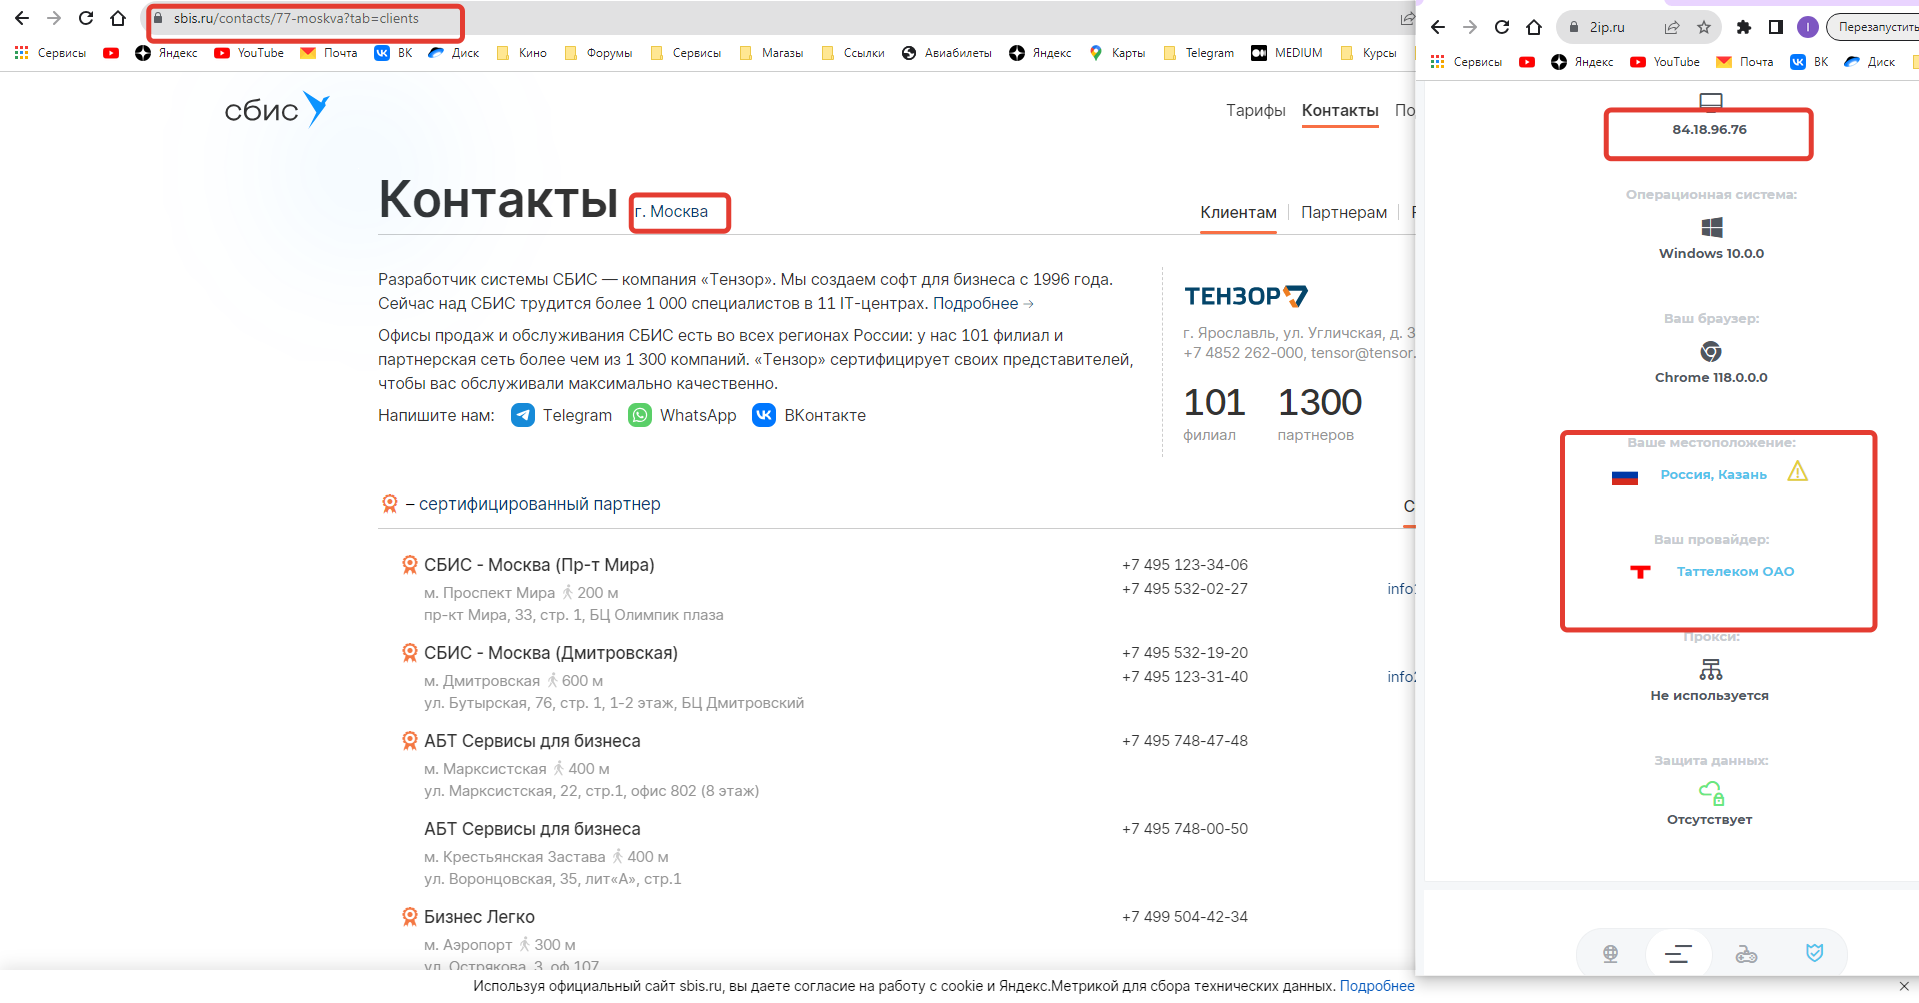 sbis.ru/contacts/77-moskva?tab=clients
Сервисы Яндекс YouTube Почта ВК Диск Кино Форумы Сервисы Магазы Ссылки Авиабилеты Яндекс Карты Telegram MEDIUM Курсы
сбис
Тарифы Контакты По
Контакты г. Москва
Клиентам Партнерам
Разработчик системы СБИС — компания «Тензор». Мы создаем софт для бизнеса с 1996 года.
Сейчас над СБИС трудится более 1 000 специалистов в 11 IT-центрах. Подробнее →
Офисы продаж и обслуживания СБИС есть во всех регионах России: у нас 101 филиал и
партнерская сеть более чем из 1 300 компаний. «Тензор» сертифицирует своих представителей,
чтобы вас обслуживали максимально качественно.
Напишите нам: Telegram WhatsApp ВКонтакте
ТЕНЗОР
г. Ярославль, ул. Угличская, д. 3
+7 4852 262-000, tensor@tensor.
101 1300
филиал партнеров
– сертифицированный партнер
С
СБИС - Москва (Пр-т Мира) +7 495 123-34-06
м. Проспект Мира 200 м +7 495 532-02-27 info
пр-кт Мира, 33, стр. 1, БЦ Олимпик плаза
СБИС - Москва (Дмитровская) +7 495 532-19-20
м. Дмитровская 600 м +7 495 123-31-40 info
ул. Бутырская, 76, стр. 1, 1-2 этаж, БЦ Дмитровский
АБТ Сервисы для бизнеса +7 495 748-47-48
м. Марксистская 400 м
ул. Марксистская, 22, стр.1, офис 802 (8 этаж)
АБТ Сервисы для бизнеса +7 495 748-00-50
м. Крестьянская Застава 400 м
ул. Воронцовская, 35, лит«А», стр.1
Бизнес Легко +7 499 504-42-34
м. Аэропорт 300 м
ул. Острякова, 3, оф.107
Используя официальный сайт sbis.ru, вы даете согласие на работу с cookie и Яндекс.Метрикой для сбора технических данных. Подробнее
2ip.ru I Перезапустить
Сервисы Яндекс YouTube Почта ВК Диск
84.18.96.76
Операционная система:
Windows 10.0.0
Ваш браузер:
Chrome 118.0.0.0
Ваше местоположение:
Россия, Казань
Ваш провайдер:
Таттелеком ОАО
Прокси:
Не используется
Защита данных:
Отсутствует